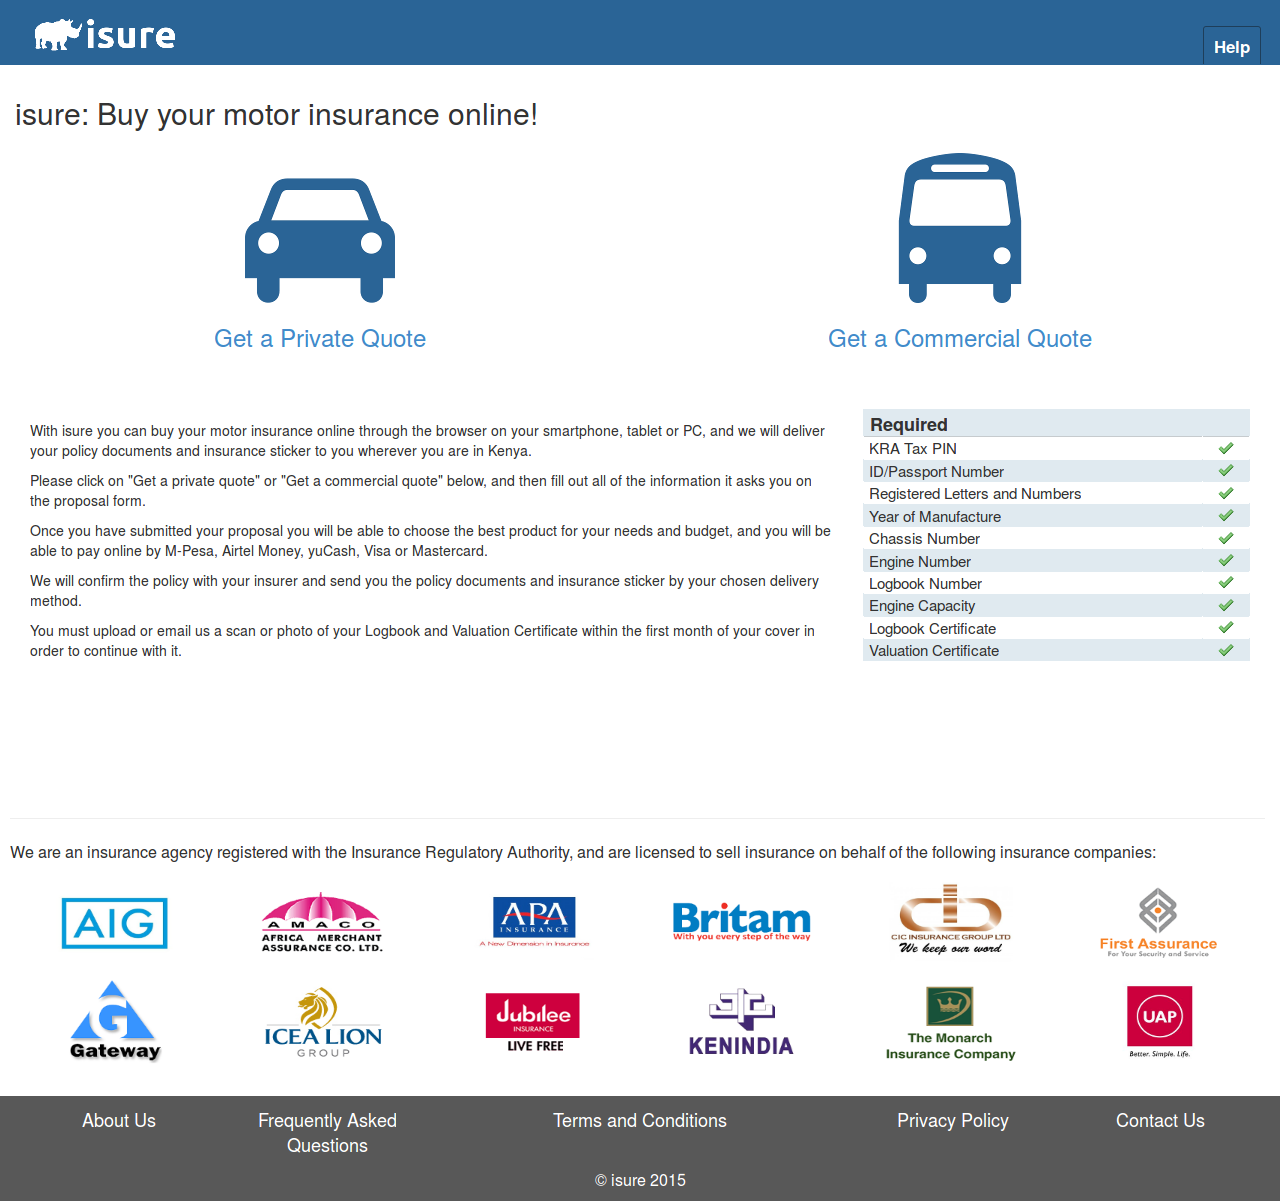 isure
Help
isure: Buy your motor insurance online!
Get a Private Quote
Get a Commercial Quote
With isure you can buy your motor insurance online through the browser on your smartphone, tablet or PC, and we will deliver
your policy documents and insurance sticker to you wherever you are in Kenya.
Please click on "Get a private quote" or "Get a commercial quote" below, and then fill out all of the information it asks you on
the proposal form.
Once you have submitted your proposal you will be able to choose the best product for your needs and budget, and you will be
able to pay online by M-Pesa, Airtel Money, yuCash, Visa or Mastercard.
We will confirm the policy with your insurer and send you the policy documents and insurance sticker by your chosen delivery
method.
You must upload or email us a scan or photo of your Logbook and Valuation Certificate within the first month of your cover in
order to continue with it.
Required
KRA Tax PIN
ID/Passport Number
Registered Letters and Numbers
Year of Manufacture
Chassis Number
Engine Number
Logbook Number
Engine Capacity
Logbook Certificate
Valuation Certificate
We are an insurance agency registered with the Insurance Regulatory Authority, and are licensed to sell insurance on behalf of the following insurance companies:
AIG
AMACO
AFRICA MERCHANT
ASSURANCE CO. LTD.
APA
INSURANCE
A New Dimension in Insurance
Britam
With you every step of the way
CIC INSURANCE GROUP LTD
We keep our word
First Assurance
For Your Security and Service
G
Gateway
ICEA LION
GROUP
Jubilee
INSURANCE
LIVE FREE
KENINDIA
The Monarch
Insurance Company
UAP
Better. Simple. Life.
About Us
Frequently Asked
Questions
Terms and Conditions
Privacy Policy
Contact Us
© isure 2015